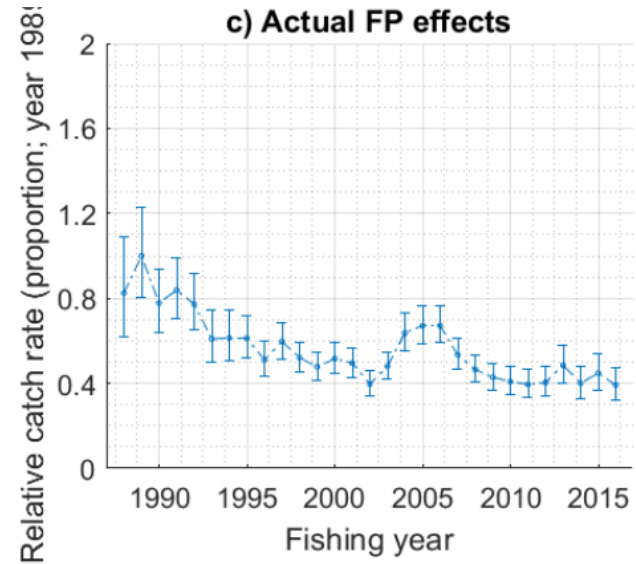 c) Actual FP effects
Relative catch rate (proportion; year 1989
2
1.6
1.2
0.8
0.4
0
1990 1995 2000 2005 2010 2015
Fishing year